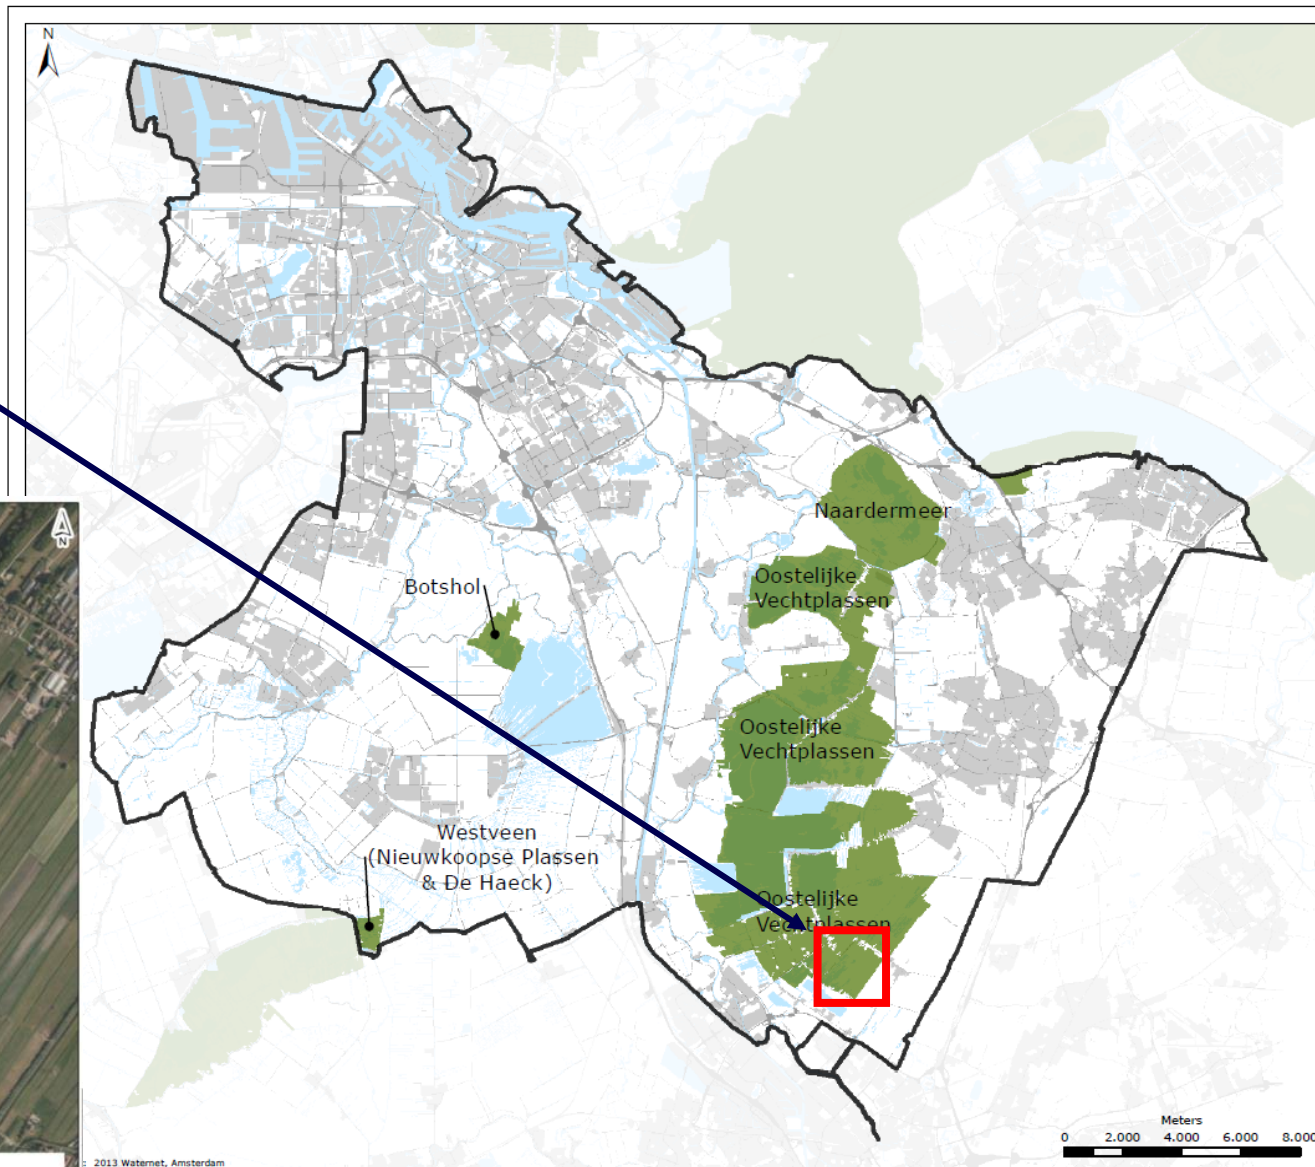 N
Naardermeer
Oostelijke
Vechtplassen
Botshol
N
Oostelijke
Vechtplassen
Westveen
(Nieuwkoopse Plassen
& De Haeck)
Oostelijke
Vechtplassen
Meters
0 2.000 4.000 6.000 8.000
2013 Waternet, Amsterdam